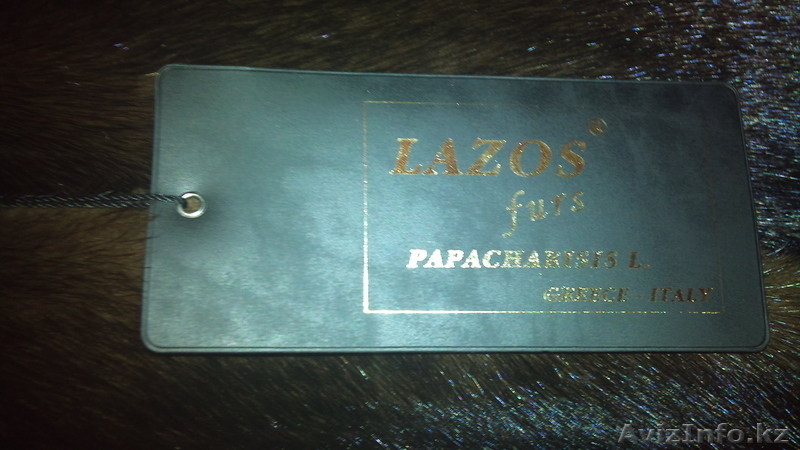 LAZOS®
furs
PAPACHARISIS L.
GREECE - ITALY
AvizInfo.kz